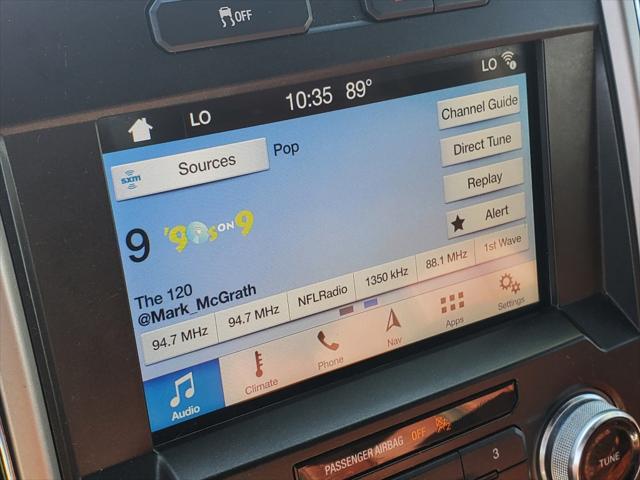 OFF
LO 10:35 89° LO
sxm Sources Pop
Channel Guide
Direct Tune
Replay
Alert
9 '90s ON 9
The 120
@Mark_McGrath
94.7 MHz 94.7 MHz NFLRadio 1350 kHz 88.1 MHz 1st Wave
Audio Climate Phone Nav Apps Settings
PASSENGER AIRBAG OFF 2
3
TUNE